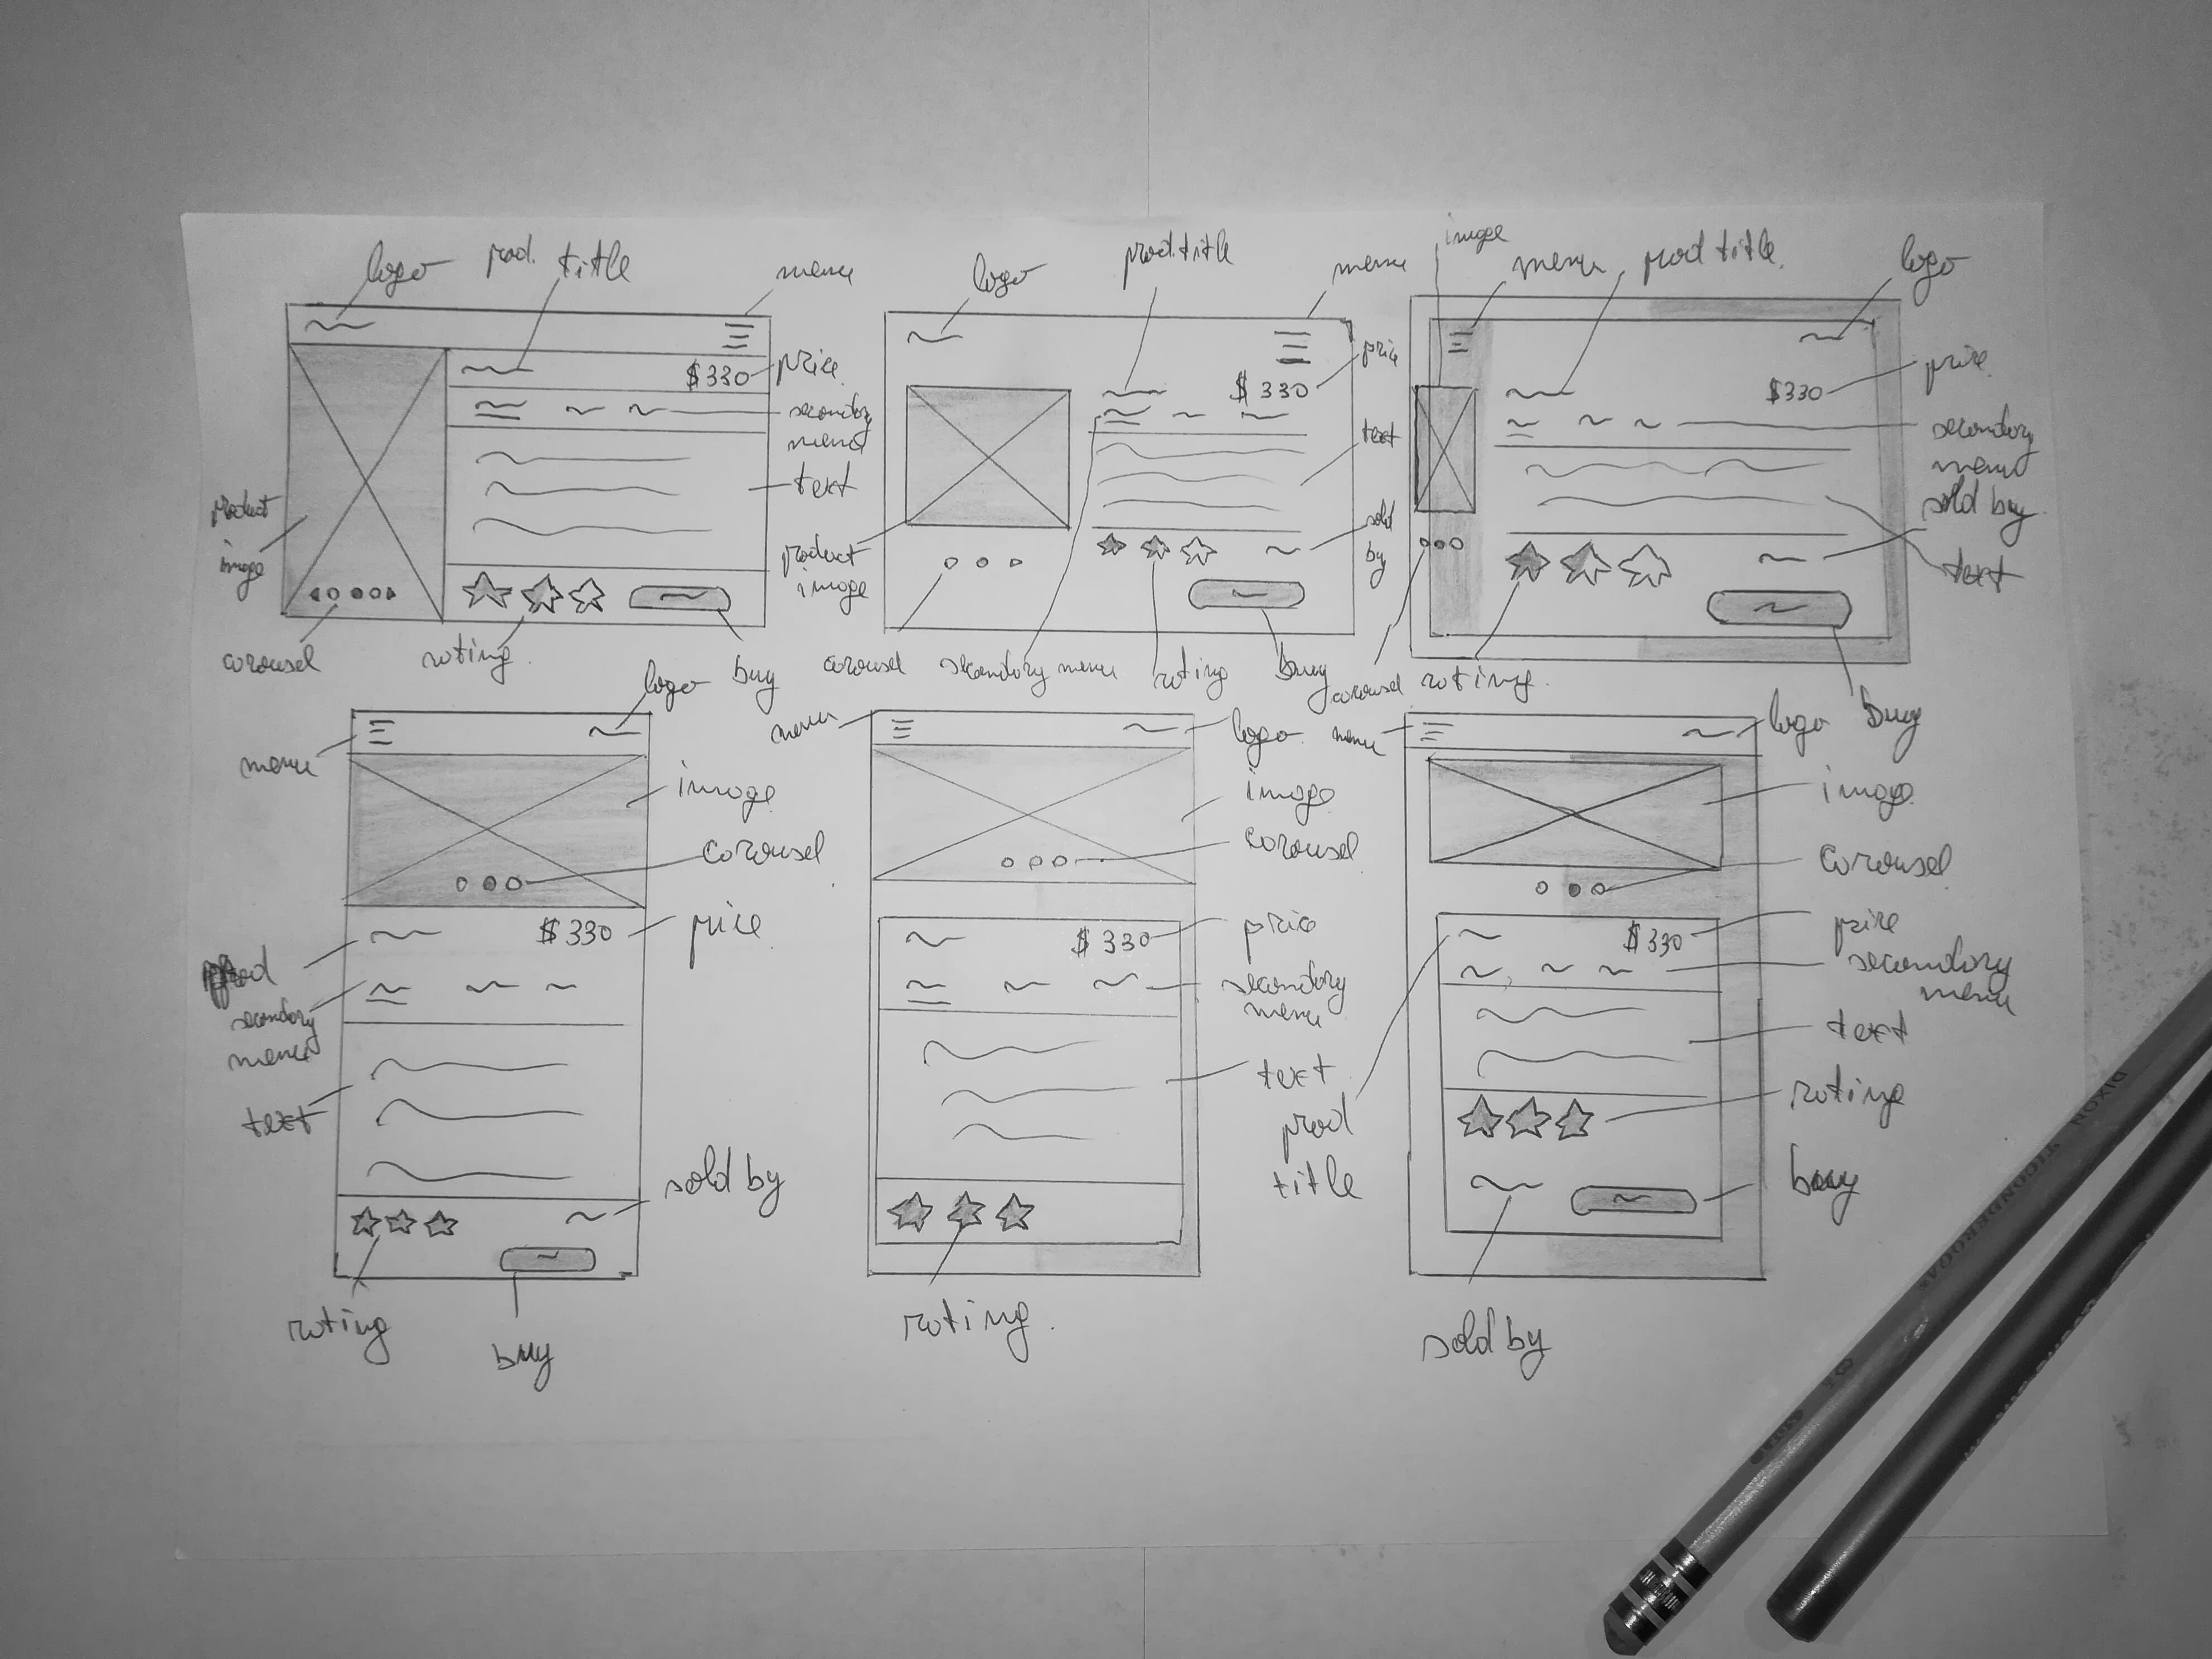 logo
prod. title
menu
$330
price
secondary
menu
text
product
image
carousel
rating
buy
logo
prod.title
menu
price
$330
text
sold
by
product
image
carousel
secondary menu
rating
buy
image
menu
prod title
logo
price
$330
secondary
menu
sold by
text
carousel
rating
buy
logo
menu
image
carousel
price
$330
prod
secondary
menu
text
sold by
rating
buy
menu
logo
image
carousel
$330
price
secondary
menu
text
rating
menu
logo
image
carousel
$330
price
secondary
menu
text
rating
prod
title
buy
sold by
DIXON
TICONDEROGA